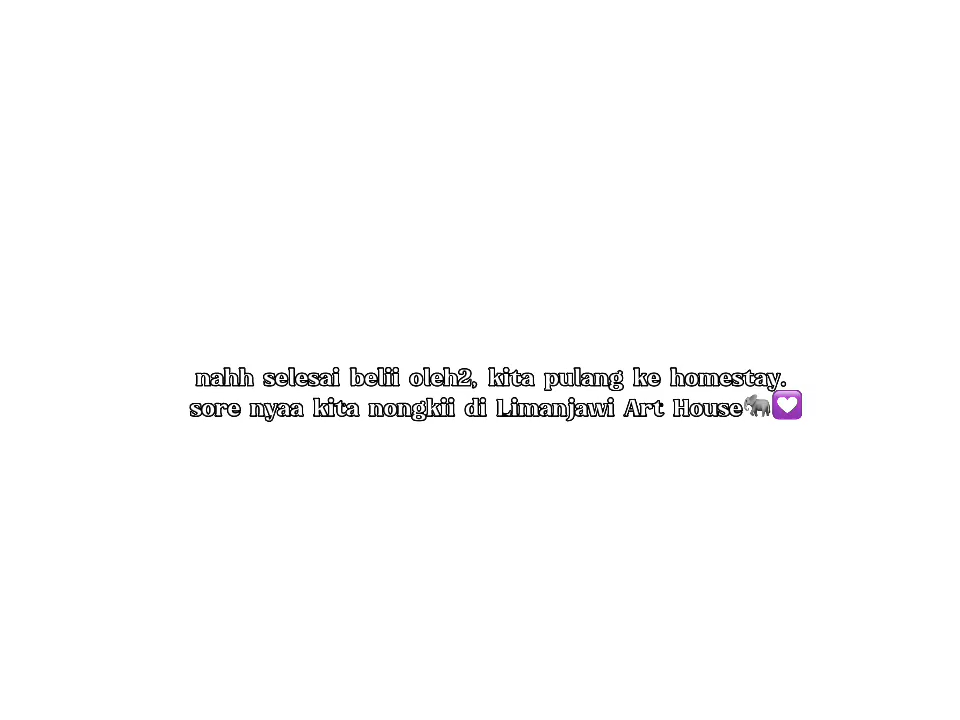 nahh selesai belii oleh2, kita pulang ke homestay.
sore nyaa kita nongkii di Limanjawi Art House🐘💟